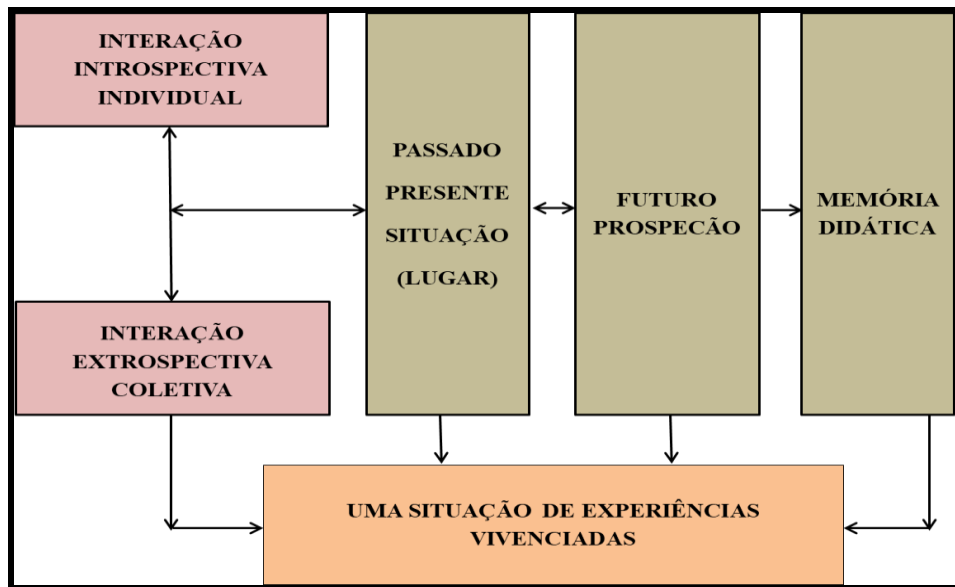 INTERAÇÃO
INTROSPECTIVA
INDIVIDUAL
PASSADO
PRESENTE
SITUAÇÃO
(LUGAR)
FUTURO
PROSPECÃO
MEMÓRIA
DIDÁTICA
INTERAÇÃO
EXTROSPECTIVA
COLETIVA
UMA SITUAÇÃO DE EXPERIÊNCIAS
VIVENCIADAS